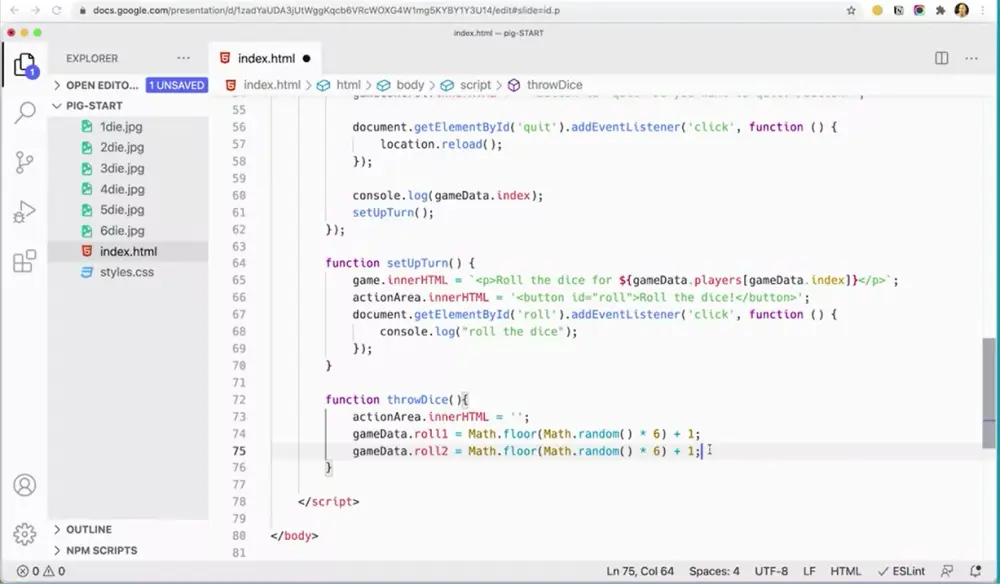 docs.google.com/presentation/d/1zadYaUDA3jUtWggKqcb6VRcWOXG4W1mg5KYBY1Y3U14/edit#slide=id.p
index.html — pig-START
EXPLORER
index.html
OPEN EDITO... 1 UNSAVED
index.html > html > body > script > throwDice
PIG-START
1die.jpg
2die.jpg
3die.jpg
4die.jpg
5die.jpg
6die.jpg
index.html
styles.css
OUTLINE
NPM SCRIPTS
1
55
56 document.getElementById('quit').addEventListener('click', function () {
57 location.reload();
58 });
59
60 console.log(gameData.index);
61 setUpTurn();
62 });
63
64 function setUpTurn() {
65 game.innerHTML = `<p>Roll the dice for ${gameData.players[gameData.index]}</p>`;
66 actionArea.innerHTML = '<button id="roll">Roll the dice!</button>';
67 document.getElementById('roll').addEventListener('click', function () {
68 console.log("roll the dice");
69 });
70 }
71
72 function throwDice(){
73 actionArea.innerHTML = '';
74 gameData.roll1 = Math.floor(Math.random() * 6) + 1;
75 gameData.roll2 = Math.floor(Math.random() * 6) + 1;
76 }
77
78 </script>
79
80 </body>
81
0 0
Ln 75, Col 64 Spaces: 4 UTF-8 LF HTML ESLint